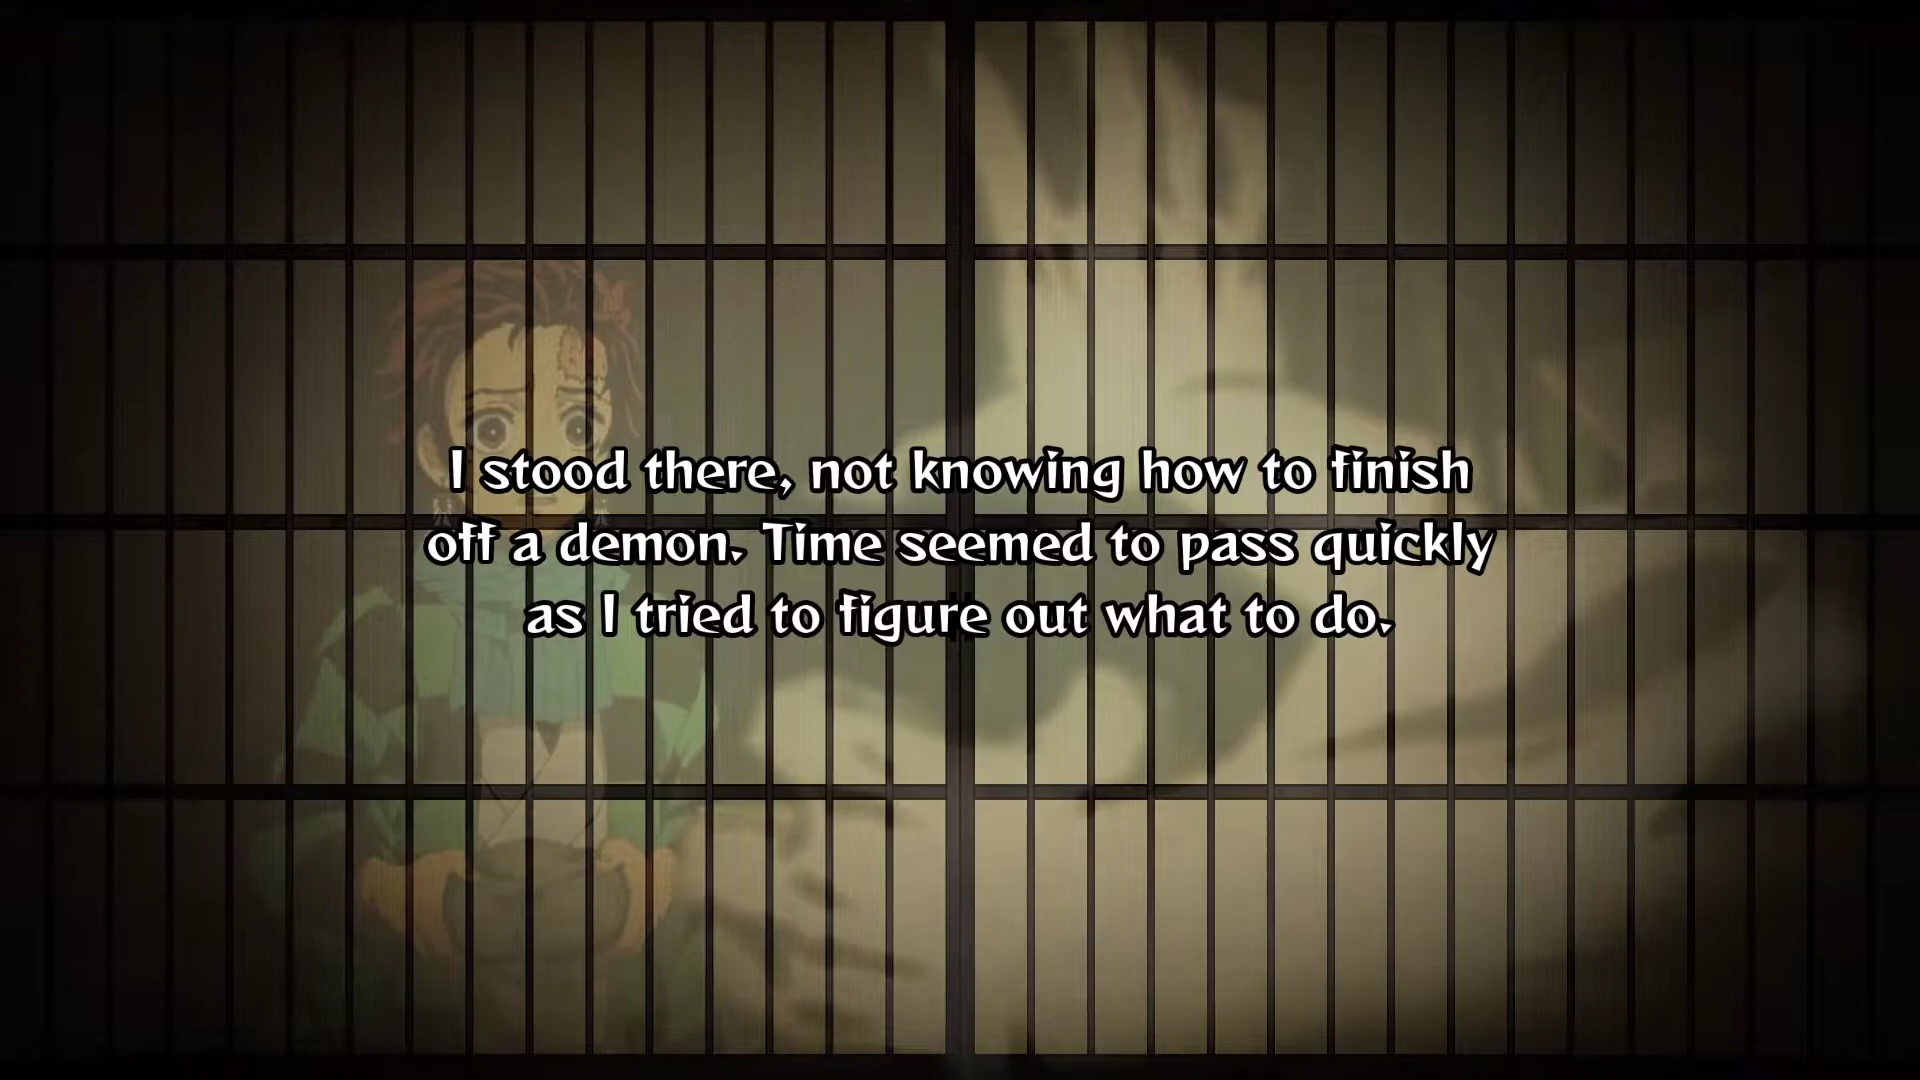 I stood there, not knowing how to finish
off a demon. Time seemed to pass quickly
as I tried to figure out what to do.